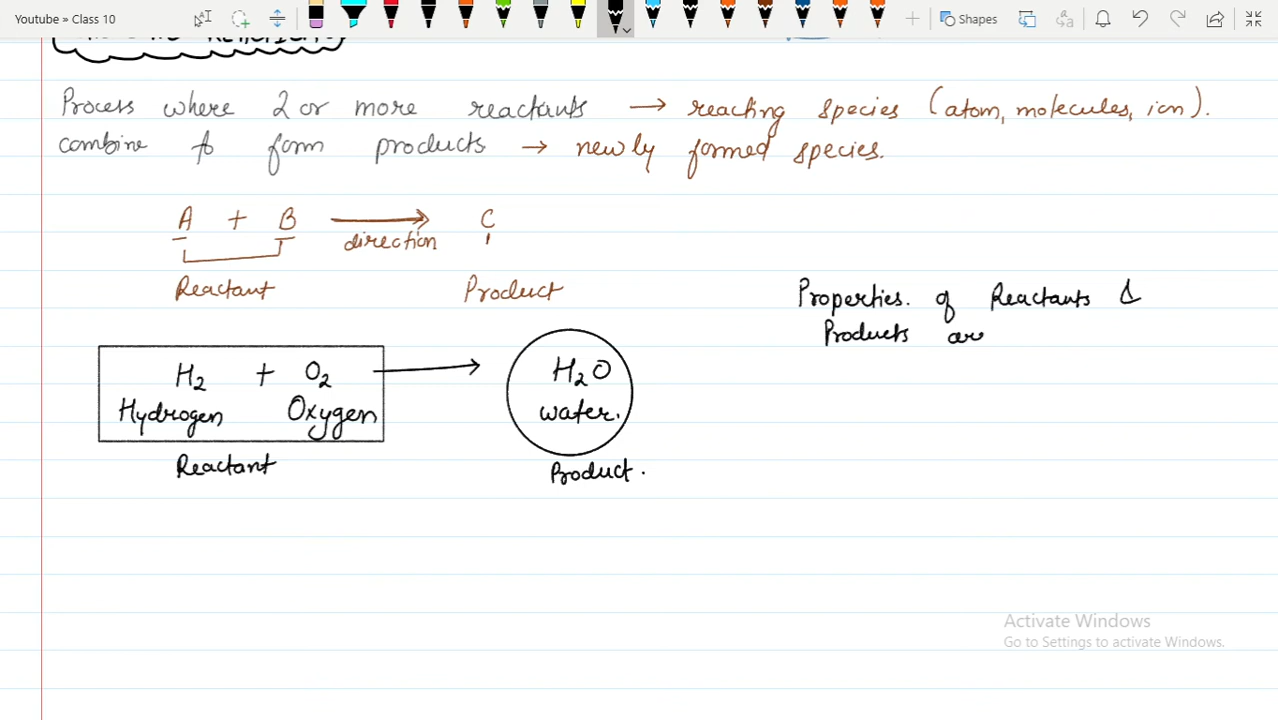 Youtube » Class 10
Shapes
Process where 2 or more reactants → reacting species (atom, molecules, ion).
combine to form products → newly formed species.
A + B → C
direction
Reactant Product
Properties. of Reactants &
Products are
H₂ + O₂ → H₂O
Hydrogen Oxygen water.
Reactant Product.
Activate Windows
Go to Settings to activate Windows.